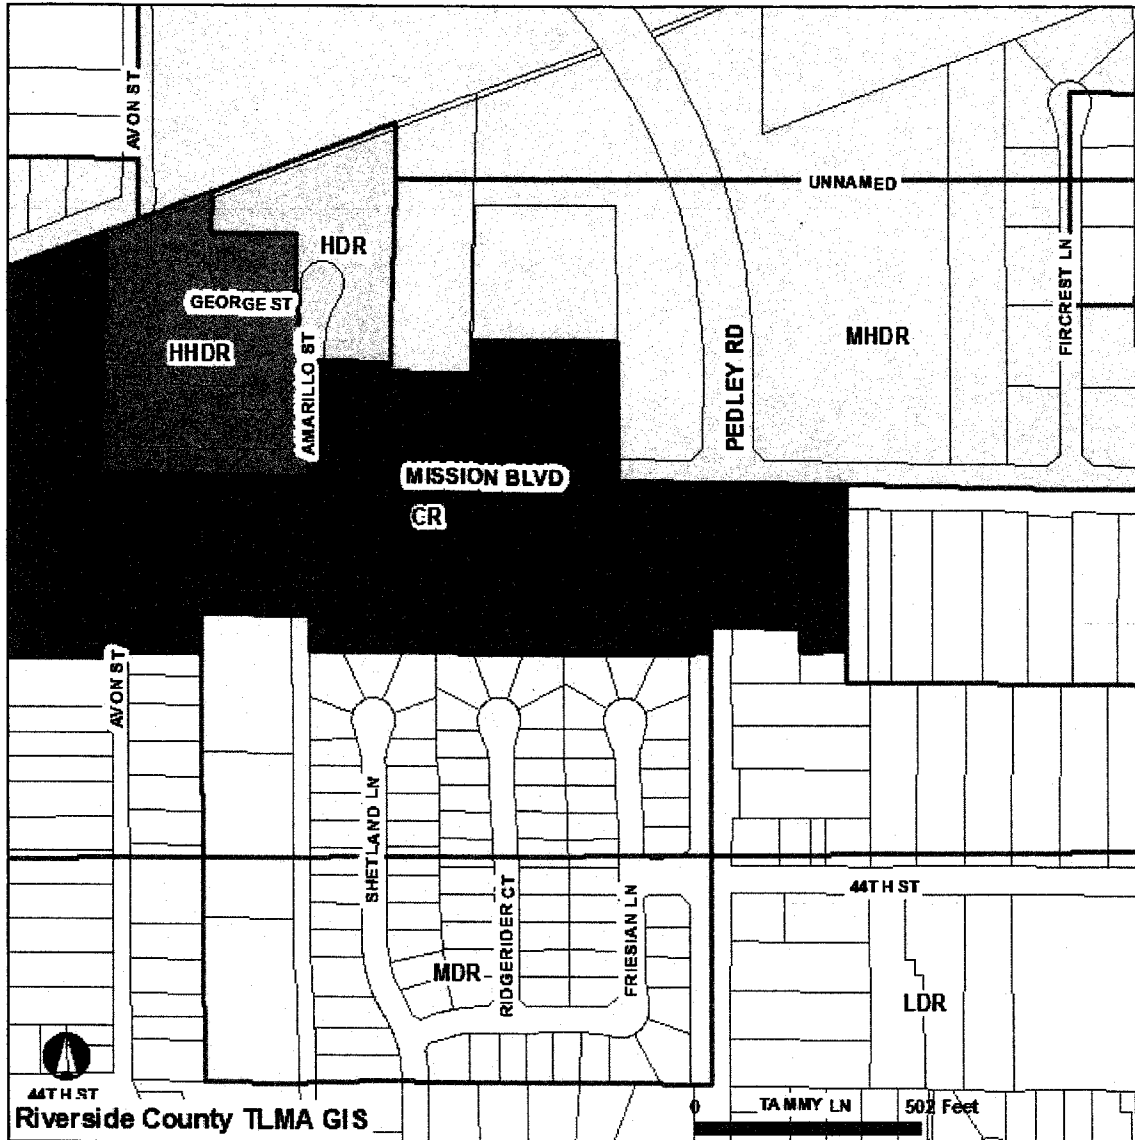 AVON ST
UNNAMED
HDR
FIRCREST LN
GEORGE ST
HHDR
AMARILLO ST
PEDLEY RD
MHDR
MISSION BLVD
CR
AVON ST
SHETLAND LN
RIDGERIDER CT
FRIESIAN LN
44TH ST
MDR
LDR
44TH ST
Riverside County TLMA GIS
0 TAMMY LN 502 Feet